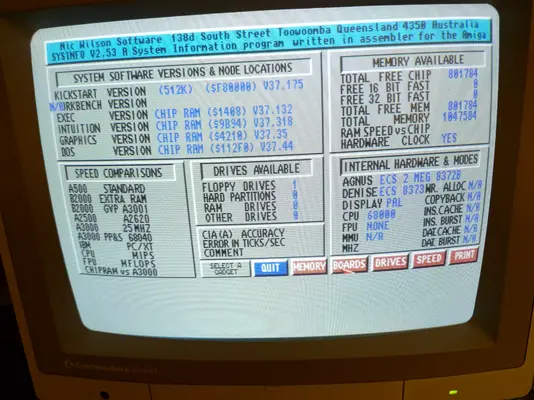 Nic Wilson Software 138d South Street Toowoomba Queensland 4350 Australia
SYSINFO V2.53 A System Information program written in assembler for the Amiga
SYSTEM SOFTWARE VERSIONS & NODE LOCATIONS
KICKSTART VERSION (512K) ($F80000) V37.175
N/A ORKBENCH VERSION
EXEC VERSION CHIP RAM ($1408) V37.132
INTUITION VERSION CHIP RAM ($9B94) V37.318
GRAPHICS VERSION CHIP RAM ($4210) V37.35
DOS VERSION CHIP RAM ($112F0) V37.44
MEMORY AVAILABLE
TOTAL FREE CHIP 801784
FREE 16 BIT FAST 0
FREE 32 BIT FAST 0
TOTAL FREE MEM 801784
TOTAL MEMORY 1047584
RAM SPEED vs CHIP
HARDWARE CLOCK YES
SPEED COMPARISONS
A500 STANDARD
B2000 EXTRA RAM
B2000 GVP A3001
A2500 A2620
A3000 25MHZ
A3000 PP&S 68040
IBM PC/XT
CPU MIPS
FPU MFLOPS
CHIPRAM vs A3000
DRIVES AVAILABLE
FLOPPY DRIVES 1
HARD PARTITIONS 0
RAM DRIVES 0
OTHER DRIVES 0
CIA(A) ACCURACY
ERROR IN TICKS/SEC
COMMENT
INTERNAL HARDWARE & MODES
AGNUS ECS 2 MEG 8372B
DENISE ECS 8373 WR. ALLOC N/A
DISPLAY PAL COPYBACK N/A
CPU 68000 INS.CACHE N/A
FPU NONE INS. BURST N/A
MMU N/A DAT.CACHE N/A
MHZ DAT BURST N/A
SELECT A GADGET
QUIT
MEMORY
BOARDS
DRIVES
SPEED
PRINT
Commodore